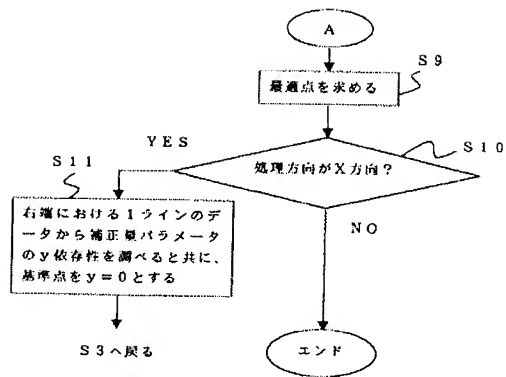 A
S9
最適点を求める
YES
S10
処理方向がX方向?
S11
NO
右端における1ラインのデ
ータから補正量パラメータ
のy依存性を調べると共に、
基準点をy=0とする
S3へ戻る
エンド